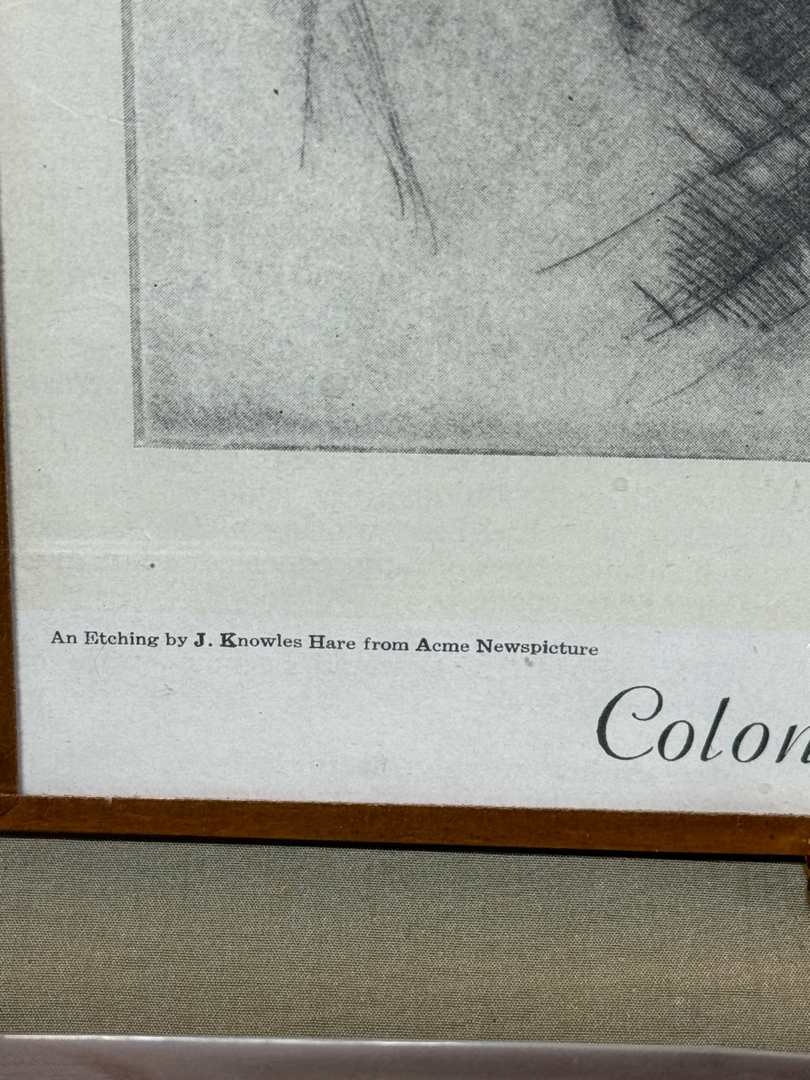 An Etching by J. Knowles Hare from Acme Newspicture
Colon